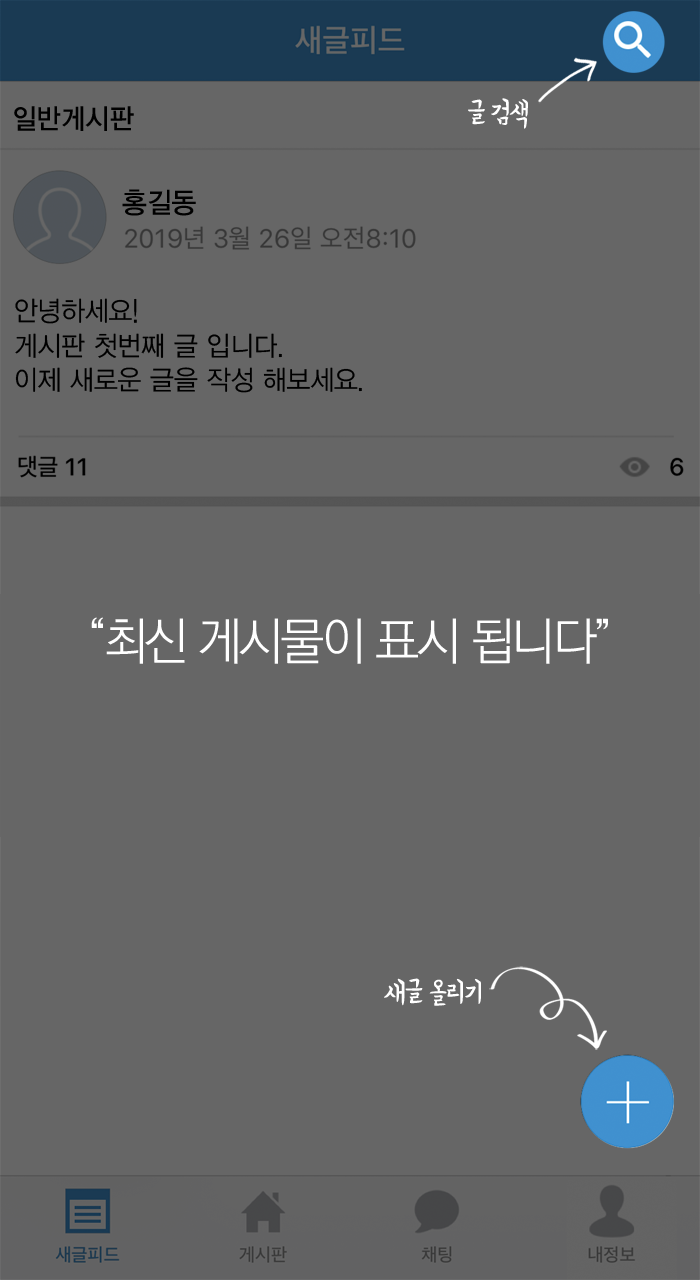 새글피드
글 검색
일반게시판
홍길동
2019년 3월 26일 오전8:10
안녕하세요!
게시판 첫번째 글 입니다.
이제 새로운 글을 작성 해보세요.
댓글 11
6
“최신 게시물이 표시 됩니다”
새글 올리기
새글피드
게시판
채팅
내정보